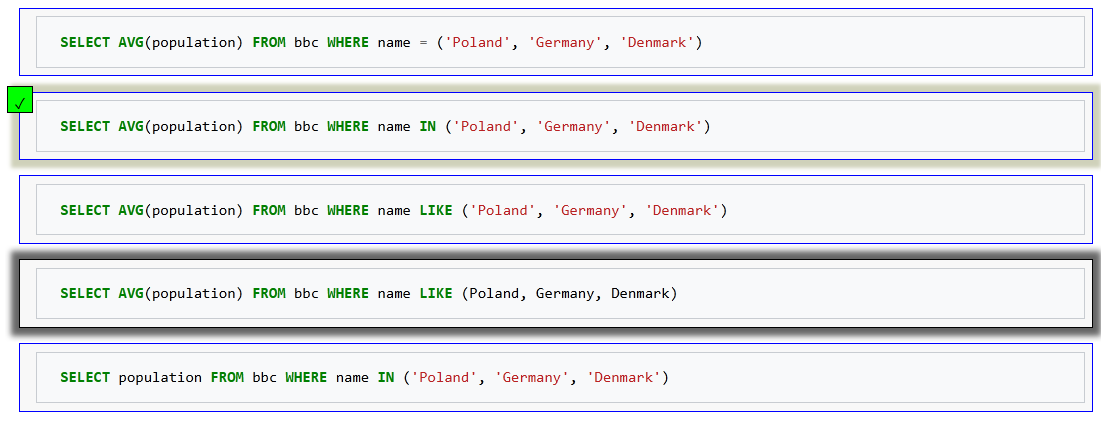 SELECT AVG(population) FROM bbc WHERE name = ('Poland', 'Germany', 'Denmark')
✓
SELECT AVG(population) FROM bbc WHERE name IN ('Poland', 'Germany', 'Denmark')
SELECT AVG(population) FROM bbc WHERE name LIKE ('Poland', 'Germany', 'Denmark')
SELECT AVG(population) FROM bbc WHERE name LIKE (Poland, Germany, Denmark)
SELECT population FROM bbc WHERE name IN ('Poland', 'Germany', 'Denmark')